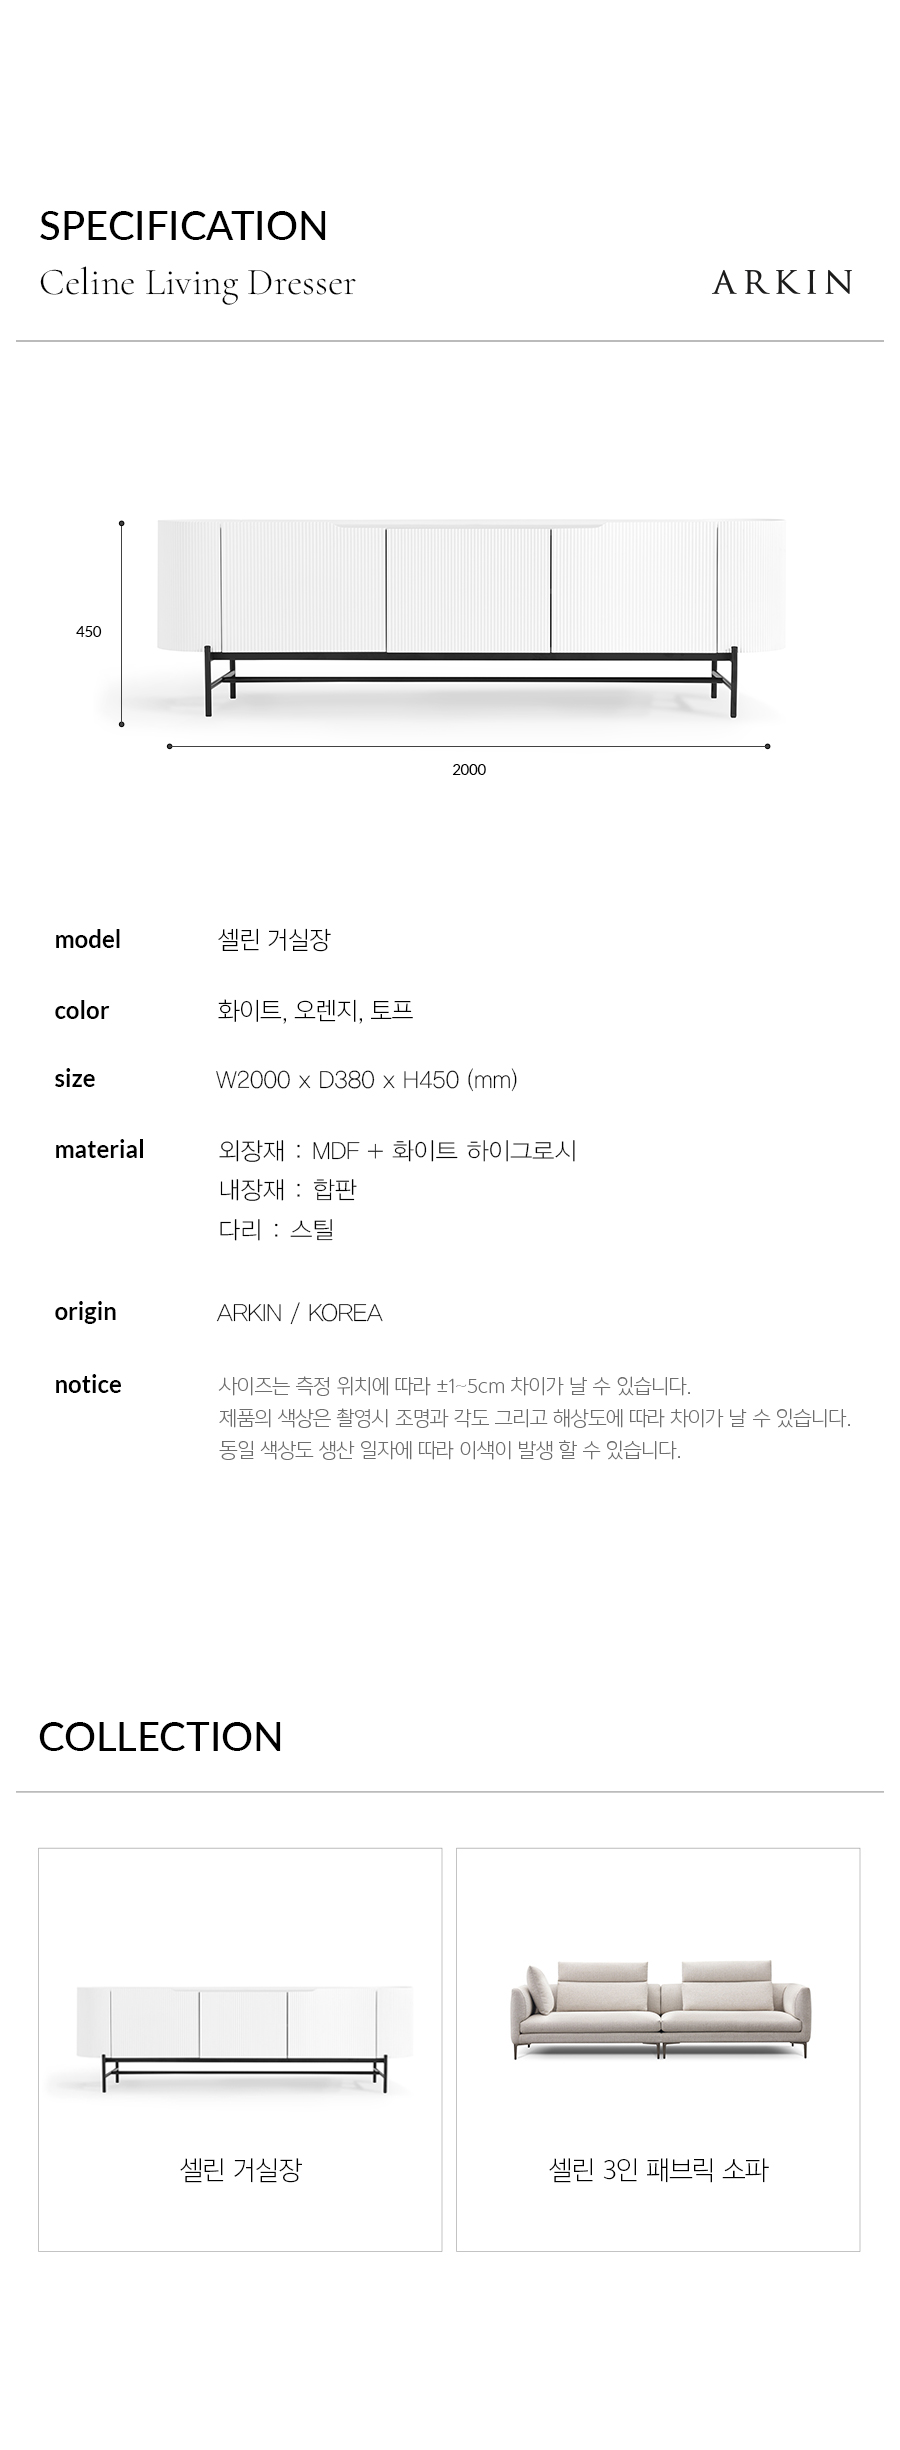 SPECIFICATION
Celine Living Dresser
ARKIN
450
2000
model 셀린 거실장
color 화이트, 오렌지, 토프
size W2000 x D380 x H450 (mm)
material 외장재 : MDF + 화이트 하이그로시
내장재 : 합판
다리 : 스틸
origin ARKIN / KOREA
notice 사이즈는 측정 위치에 따라 ±1~5cm 차이가 날 수 있습니다.
제품의 색상은 촬영시 조명과 각도 그리고 해상도에 따라 차이가 날 수 있습니다.
동일 색상도 생산 일자에 따라 이색이 발생 할 수 있습니다.
COLLECTION
셀린 거실장
셀린 3인 패브릭 소파